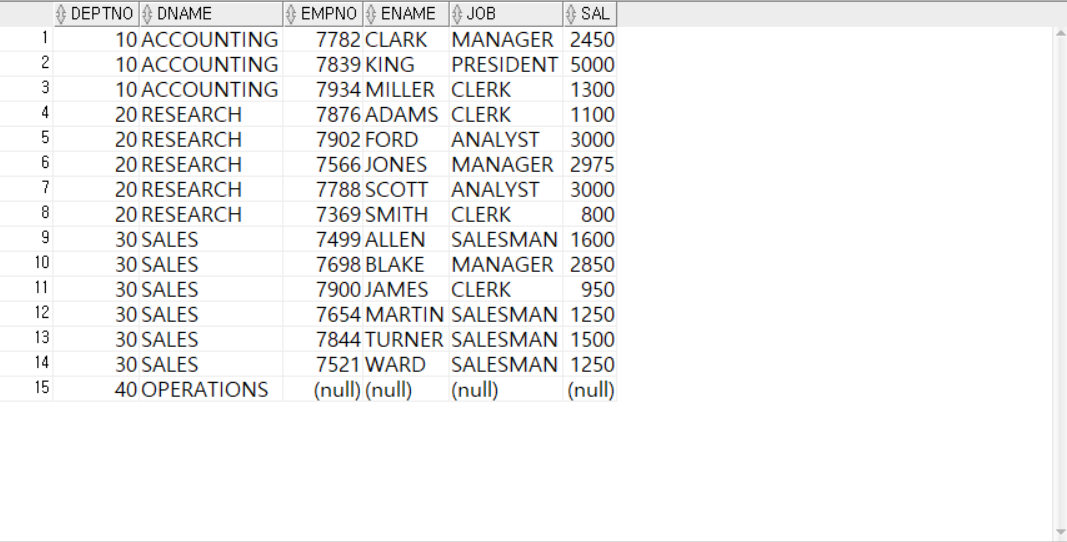 DEPTNO DNAME EMPNO ENAME JOB SAL
1 10 ACCOUNTING 7782 CLARK MANAGER 2450
2 10 ACCOUNTING 7839 KING PRESIDENT 5000
3 10 ACCOUNTING 7934 MILLER CLERK 1300
4 20 RESEARCH 7876 ADAMS CLERK 1100
5 20 RESEARCH 7902 FORD ANALYST 3000
6 20 RESEARCH 7566 JONES MANAGER 2975
7 20 RESEARCH 7788 SCOTT ANALYST 3000
8 20 RESEARCH 7369 SMITH CLERK 800
9 30 SALES 7499 ALLEN SALESMAN 1600
10 30 SALES 7698 BLAKE MANAGER 2850
11 30 SALES 7900 JAMES CLERK 950
12 30 SALES 7654 MARTIN SALESMAN 1250
13 30 SALES 7844 TURNER SALESMAN 1500
14 30 SALES 7521 WARD SALESMAN 1250
15 40 OPERATIONS (null) (null) (null) (null)